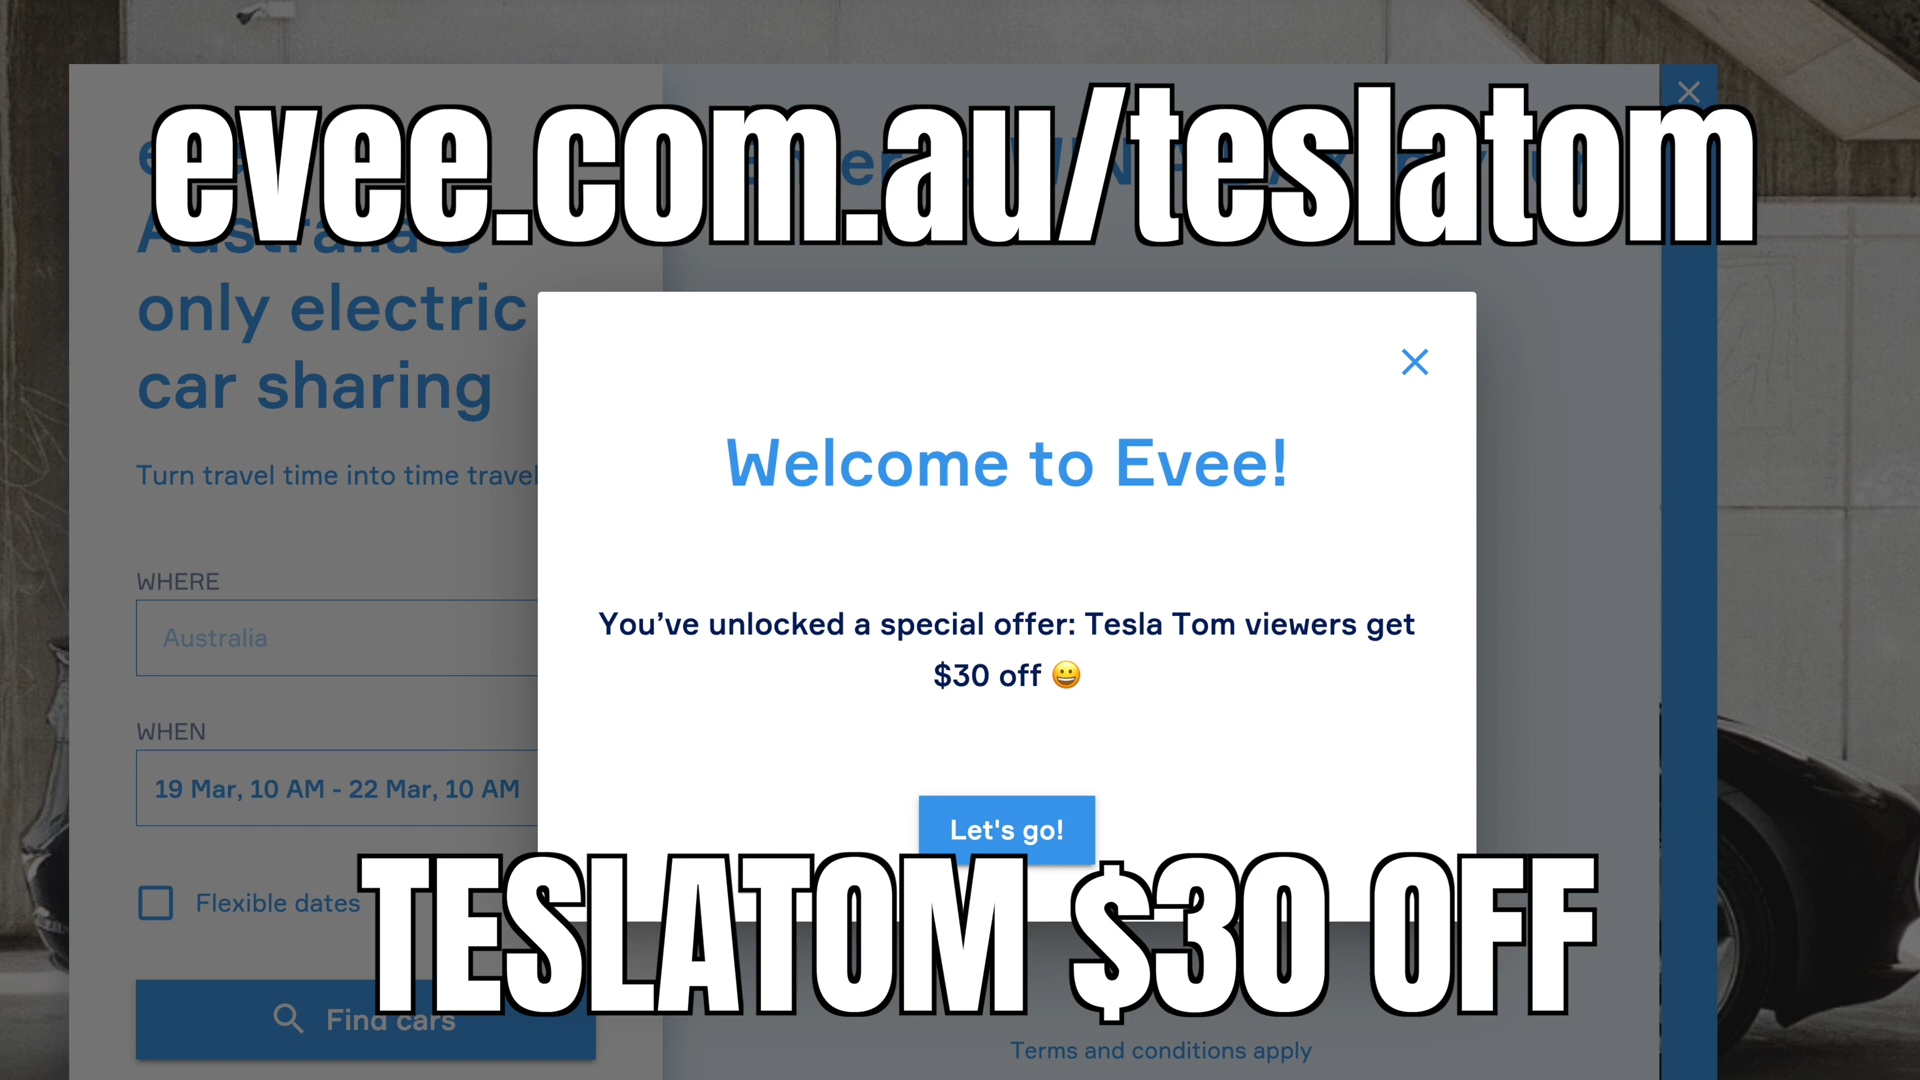 evee.com.au/teslatom
Australia's
only electric
car sharing
Turn travel time into time travel
WHERE
Australia
WHEN
19 Mar, 10 AM - 22 Mar, 10 AM
Flexible dates
Find cars
Welcome to Evee!
You've unlocked a special offer: Tesla Tom viewers get
$30 off 😀
Let's go!
TESLATOM $30 OFF
Terms and conditions apply